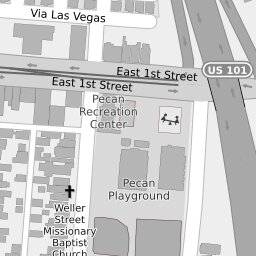 Via Las Vegas
East 1st Street
US 101
East 1st Street
Pecan
Recreation
Center
Pecan
Playground
Weller
Street
Missionary
Baptist
Church